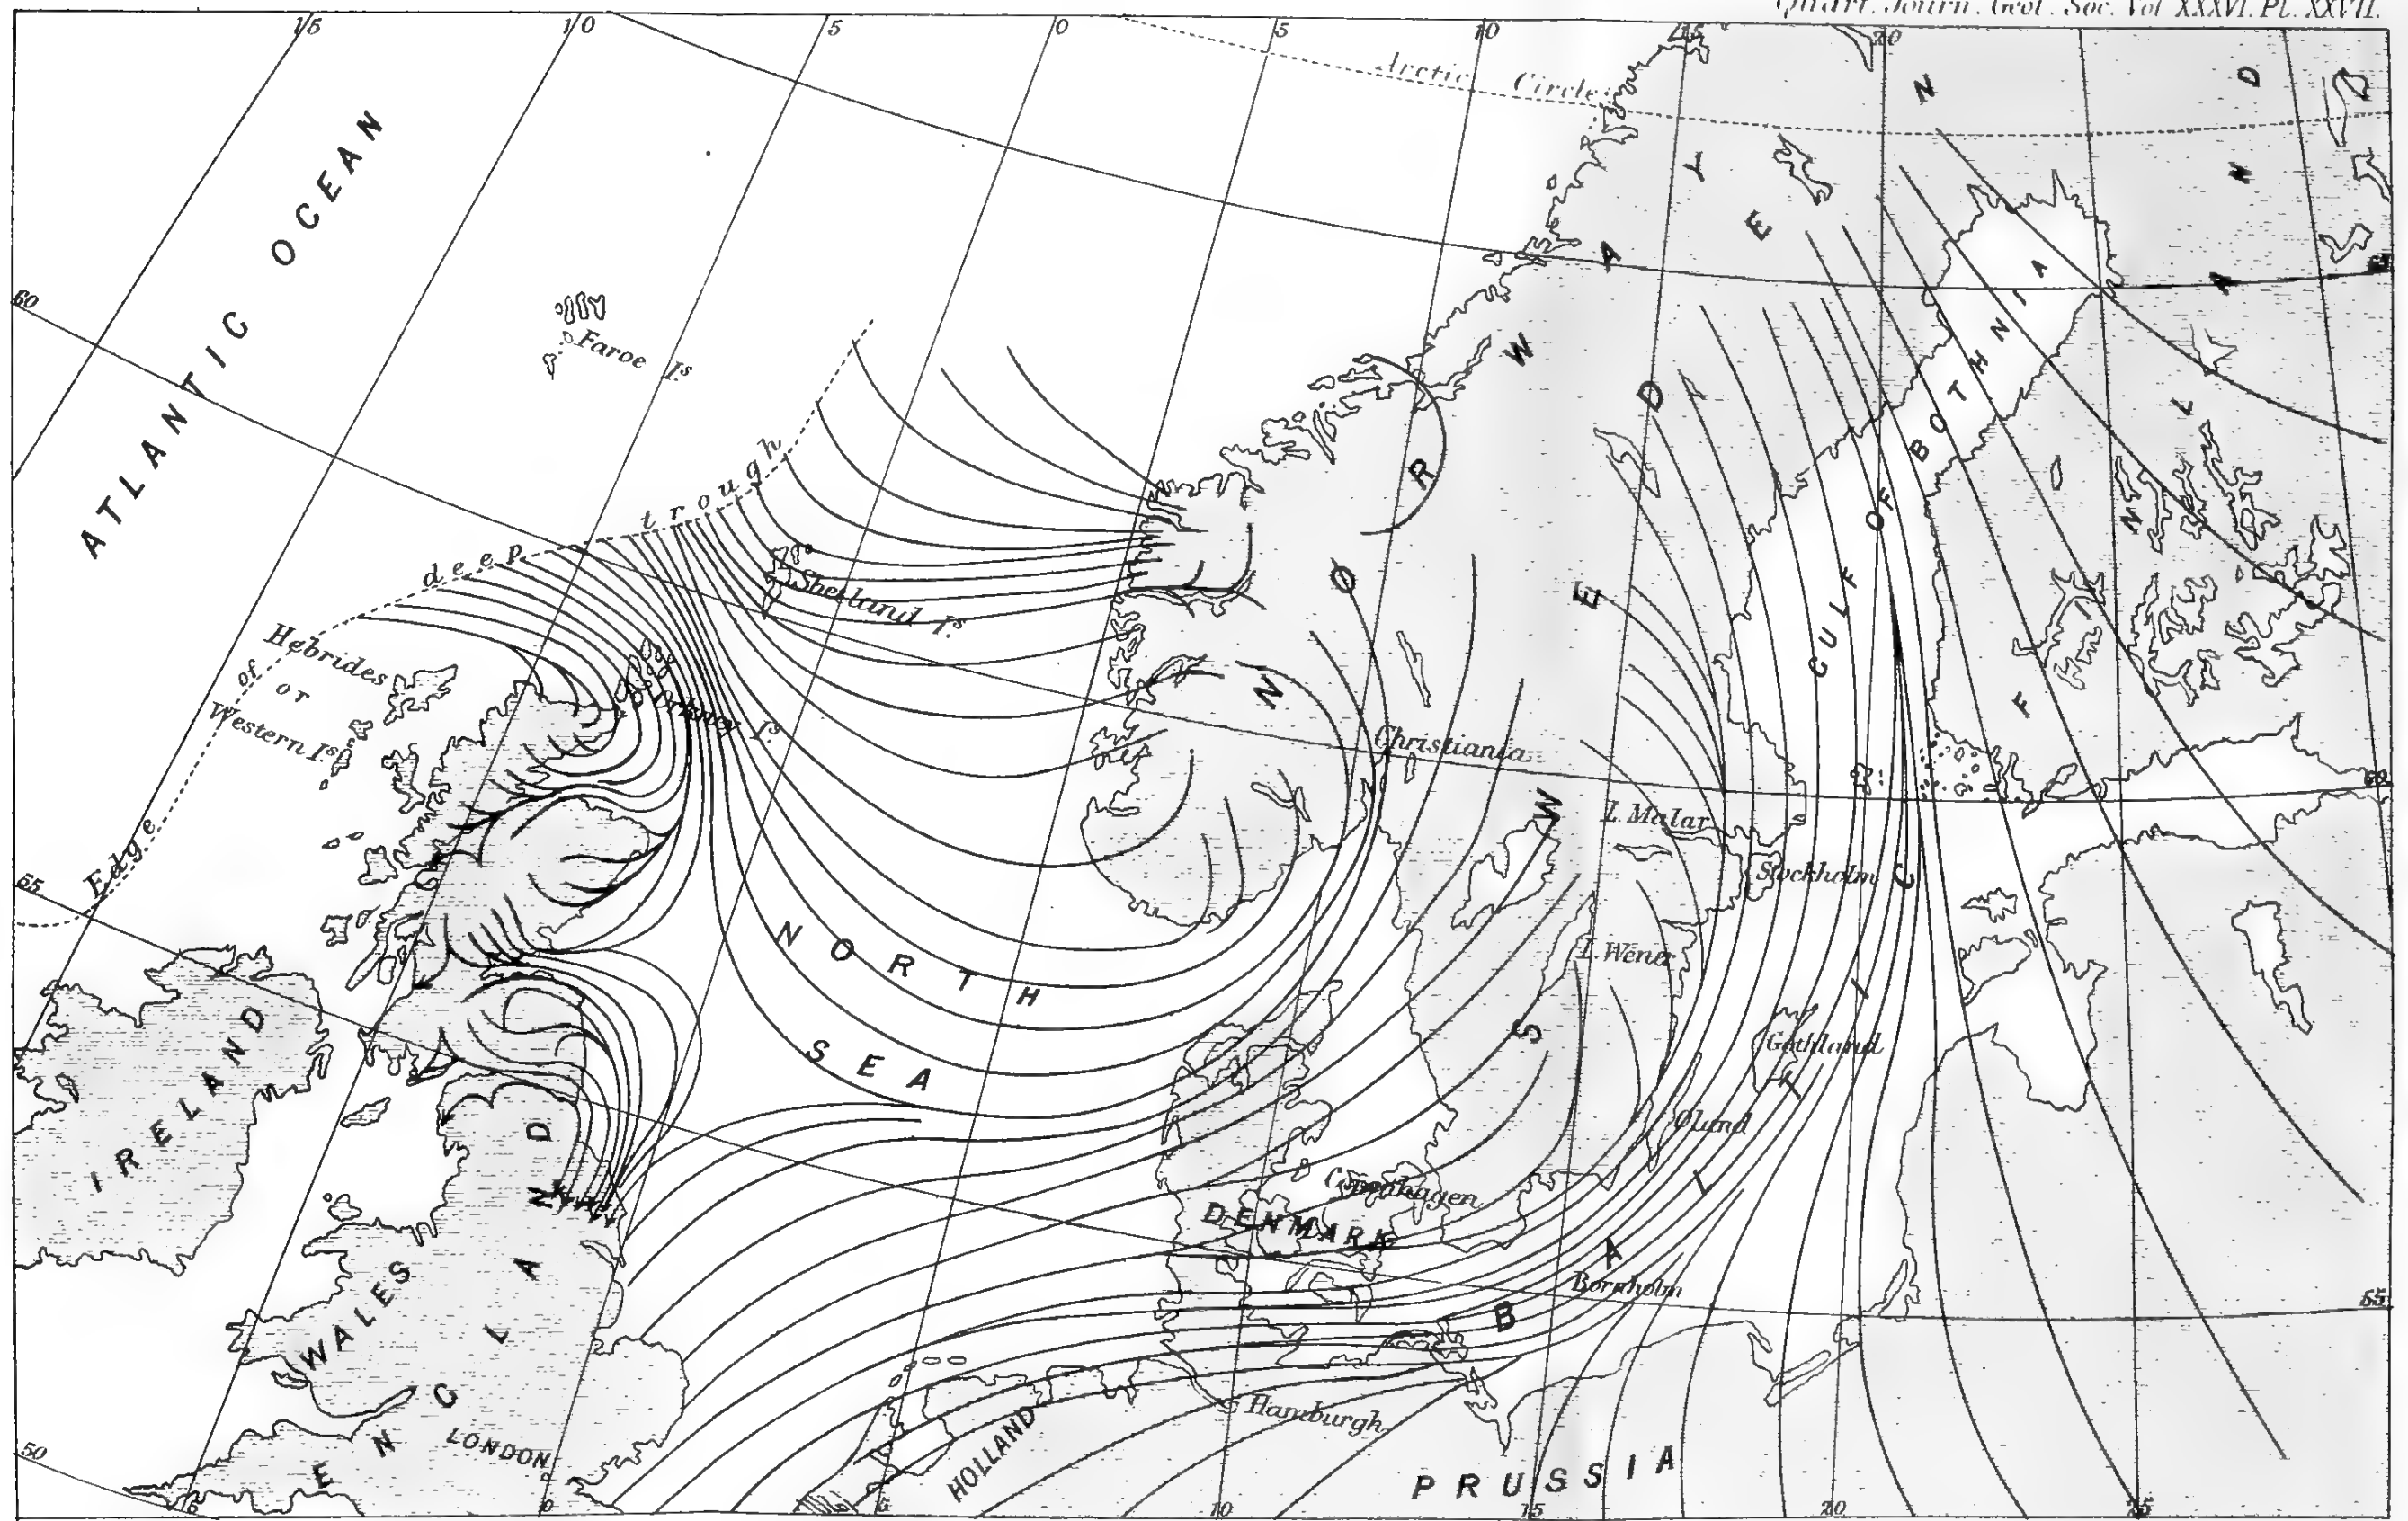 Quart. Journ. Geol. Soc. Vol XXXVI. Pl. XXVII.
15 10 5 0 5 10 15 20
Arctic Circle
ATLANTIC OCEAN
60
Faroe Is.
NORWAY
SWEDEN
FINLAND
GULF OF BOTHNIA
Edge of deep trough
Shetland Is.
Hebrides
or
Western Is.
Orkney Is.
Christiania
60
L. Malar
Stockholm
55
NORTH
SEA
L. Wener
Gothland
IRELAND
Oland
BALTIC
Copenhagen
DENMARK
Bornholm
55
ENGLAND
WALES
Hamburgh
LONDON
HOLLAND
PRUSSIA
50
0 5 10 15 20 25